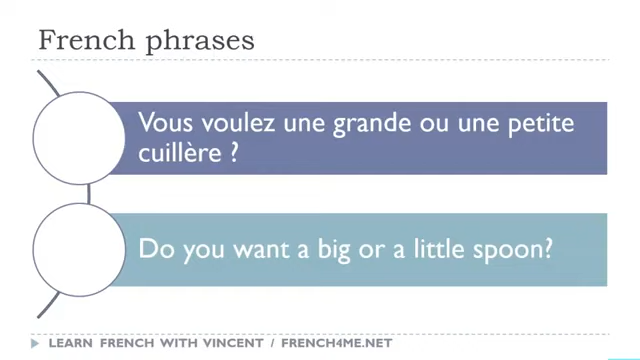 French phrases
Vous voulez une grande ou une petite
cuillère ?
Do you want a big or a little spoon?
LEARN FRENCH WITH VINCENT / FRENCH4ME.NET